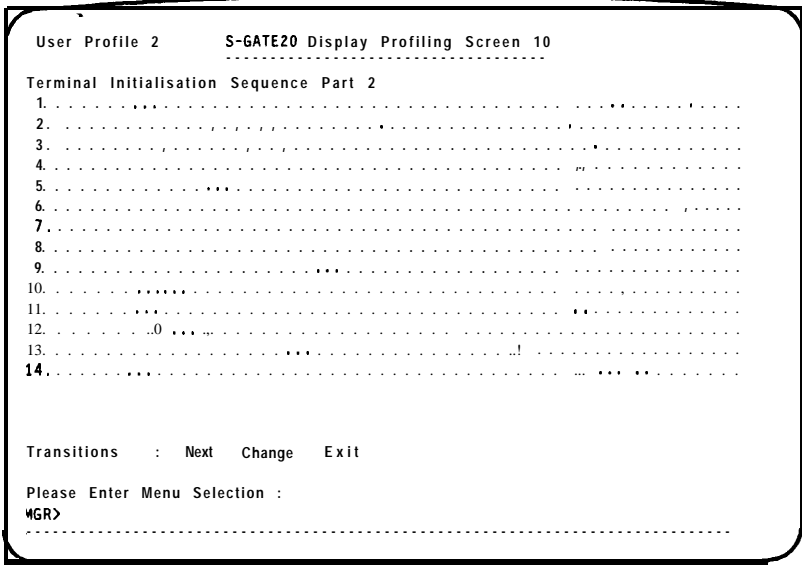 User Profile 2 S-GATE20 Display Profiling Screen 10
-----------------------------------
Terminal Initialisation Sequence Part 2
1. . . . . . . . . . . . . . . . . . . . . . . . . . . . . . . . . . . . . . . .
2. . . . . . . . . . . . . . . . . . . . . . . . . . . . . . . . . . . . . . . .
3. . . . . . . . . . . . . . . . . . . . . . . . . . . . . . . . . . . . . . . .
4. . . . . . . . . . . . . . . . . . . . . . . . . . . . . . . . . . . . . . . .
5. . . . . . . . . . . . . . . . . . . . . . . . . . . . . . . . . . . . . . . .
6. . . . . . . . . . . . . . . . . . . . . . . . . . . . . . . . . . . . . . . .
7. . . . . . . . . . . . . . . . . . . . . . . . . . . . . . . . . . . . . . . .
8. . . . . . . . . . . . . . . . . . . . . . . . . . . . . . . . . . . . . . . .
9. . . . . . . . . . . . . . . . . . . . . . . . . . . . . . . . . . . . . . . .
10. . . . . . . . . . . . . . . . . . . . . . . . . . . . . . . . . . . . . . . .
11. . . . . . . . . . . . . . . . . . . . . . . . . . . . . . . . . . . . . . . .
12. . . . . . . ..0 . . . . . . . . . . . . . . . . . . . . . . . . . . . . . . . .
13. . . . . . . . . . . . . . . . . . . . . . . . . . ..! . . . . . . . . . . . . .
14. . . . . . . . . . . . . . . . . . . . . . . . . . . . . . . . . . . . . . . .
Transitions : Next Change Exit
Please Enter Menu Selection :
MGR>
-----------------------------------------------------------------------